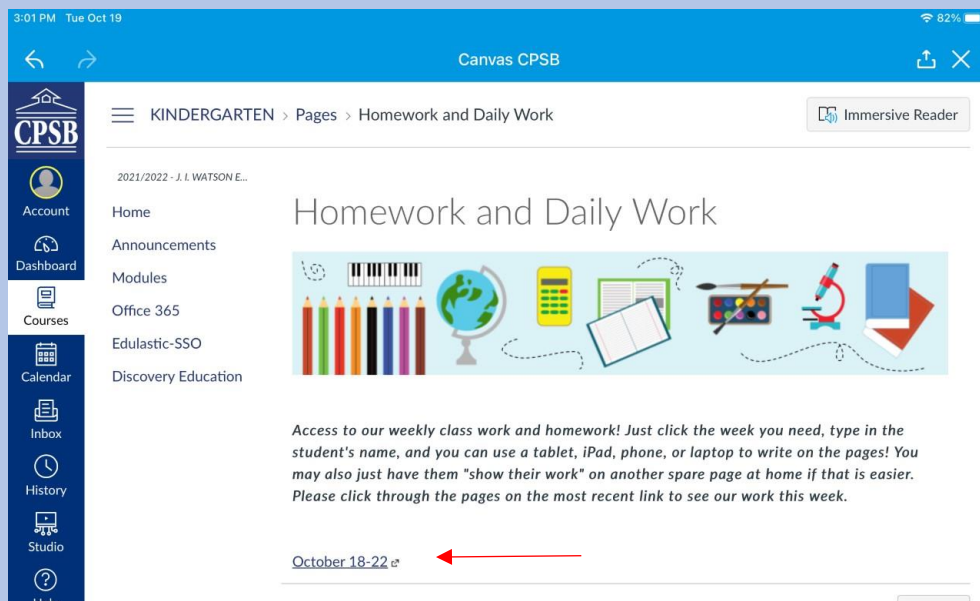 3:01 PM Tue Oct 19
82%
Canvas CPSB
CPSB
KINDERGARTEN > Pages > Homework and Daily Work
Immersive Reader
Account
Dashboard
Courses
Calendar
Inbox
History
Studio
2021/2022 - J. I. WATSON E...
Home
Announcements
Modules
Office 365
Edulastic-SSO
Discovery Education
Homework and Daily Work
Access to our weekly class work and homework! Just click the week you need, type in the
student's name, and you can use a tablet, iPad, phone, or laptop to write on the pages! You
may also just have them "show their work" on another spare page at home if that is easier.
Please click through the pages on the most recent link to see our work this week.
October 18-22